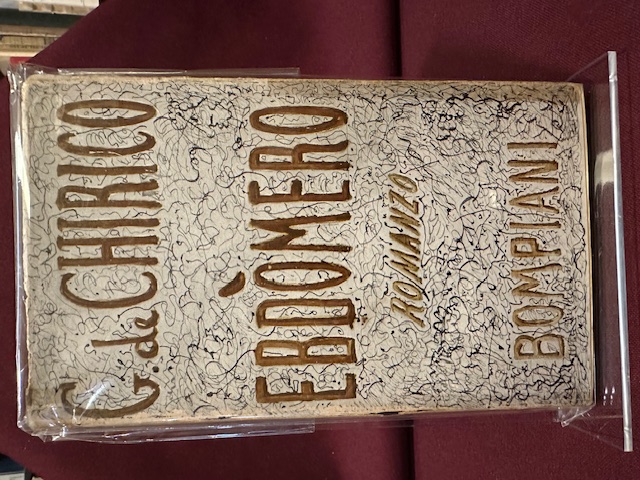 G. de CHIRICO
EBDÒMERO
ROMANZO
BOMPIANI